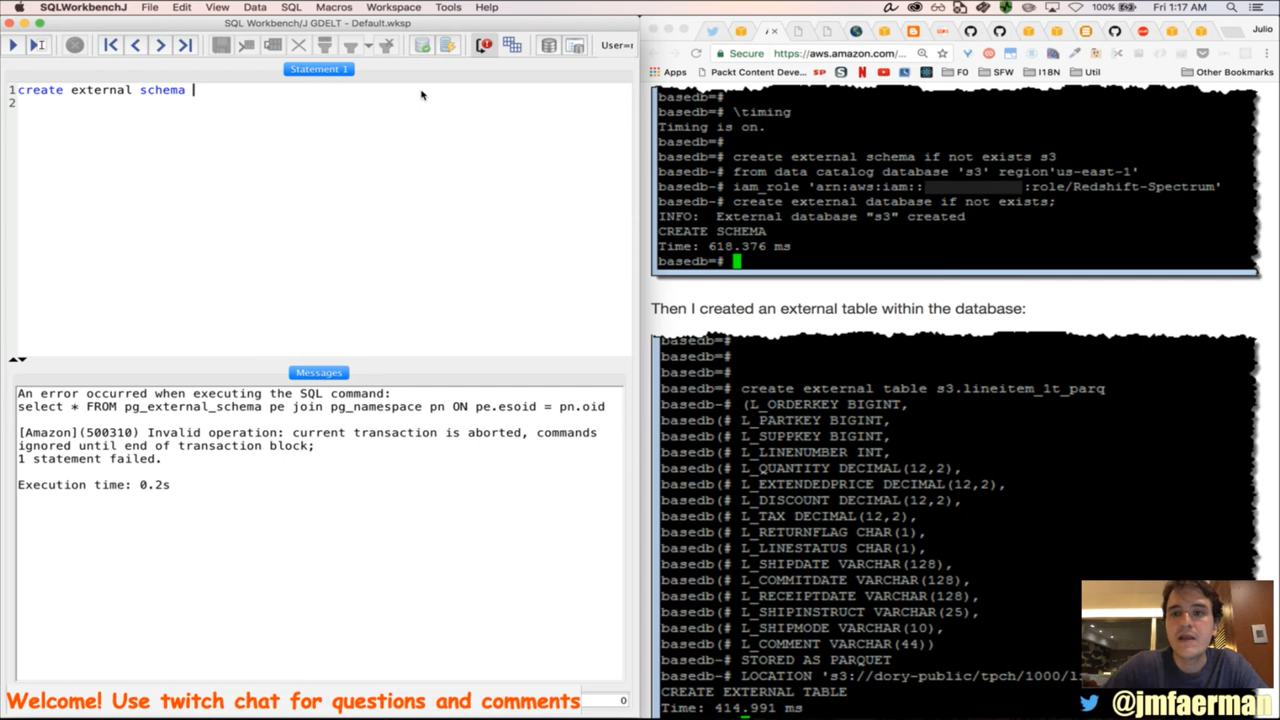 SQLWorkbenchJ File Edit View Data SQL Macros Workspace Tools Help
100% Fri 1:17 AM
SQL Workbench/J GDELT - Default.wksp
User=r
Statement 1
1create external schema
2
Messages
An error occurred when executing the SQL command:
select * FROM pg_external_schema pe join pg_namespace pn ON pe.esoid = pn.oid
[Amazon](500310) Invalid operation: current transaction is aborted, commands
ignored until end of transaction block;
1 statement failed.
Execution time: 0.2s
0
Welcome! Use twitch chat for questions and comments
Julio
Secure https://aws.amazon.com/...
Apps Packt Content Deve... SFW I18N Util Other Bookmarks
basedb=#
basedb=# \timing
Timing is on.
basedb=#
basedb=# create external schema if not exists s3
basedb-# from data catalog database 's3' region'us-east-1'
basedb-# iam_role 'arn:aws:iam:: :role/Redshift-Spectrum'
basedb-# create external database if not exists;
INFO: External database "s3" created
CREATE SCHEMA
Time: 618.376 ms
basedb=#
Then I created an external table within the database:
basedb=#
basedb=#
basedb=#
basedb=# create external table s3.lineitem_1t_parq
basedb-# (L_ORDERKEY BIGINT,
basedb(# L_PARTKEY BIGINT,
basedb(# L_SUPPKEY BIGINT,
basedb(# L_LINENUMBER INT,
basedb(# L_QUANTITY DECIMAL(12,2),
basedb(# L_EXTENDEDPRICE DECIMAL(12,2),
basedb(# L_DISCOUNT DECIMAL(12,2),
basedb(# L_TAX DECIMAL(12,2),
basedb(# L_RETURNFLAG CHAR(1),
basedb(# L_LINESTATUS CHAR(1),
basedb(# L_SHIPDATE VARCHAR(128),
basedb(# L_COMMITDATE VARCHAR(128),
basedb(# L_RECEIPTDATE VARCHAR(128),
basedb(# L_SHIPINSTRUCT VARCHAR(25),
basedb(# L_SHIPMODE VARCHAR(10),
basedb(# L_COMMENT VARCHAR(44))
basedb-# STORED AS PARQUET
basedb-# LOCATION 's3://dory-public/tpch/1000/li
CREATE EXTERNAL TABLE
Time: 414.991 ms
@jmfaerman